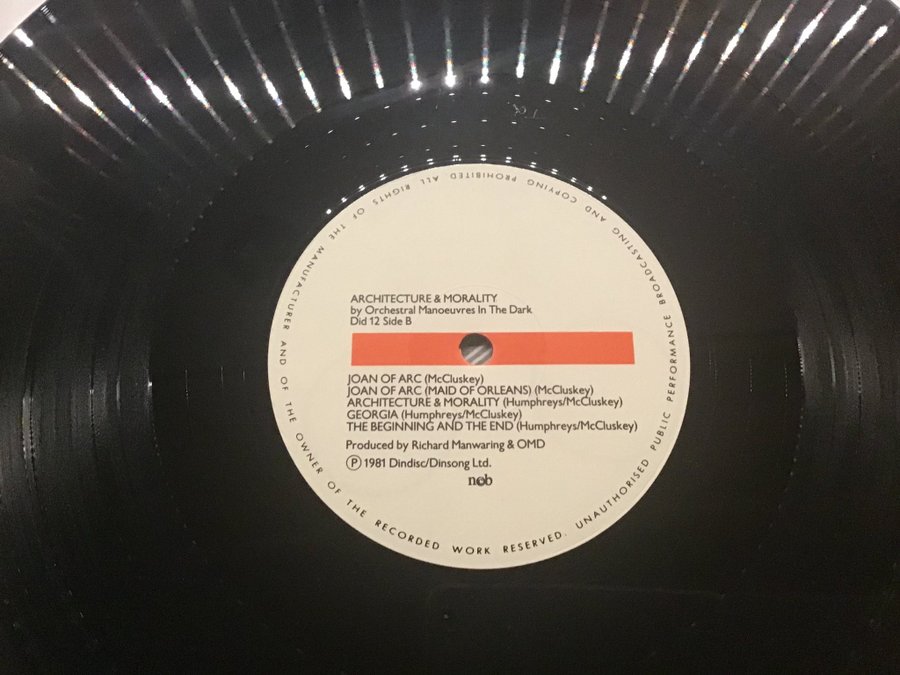 ARCHITECTURE & MORALITY
by Orchestral Manoeuvres In The Dark
Did 12 Side B
JOAN OF ARC (McCluskey)
JOAN OF ARC (MAID OF ORLEANS) (McCluskey)
ARCHITECTURE & MORALITY (Humphreys/McCluskey)
GEORGIA (Humphreys/McCluskey)
THE BEGINNING AND THE END (Humphreys/McCluskey)
Produced by Richard Manwaring & OMD
Ⓟ 1981 Dindisc/Dinsong Ltd.
ncb
ALL RIGHTS OF THE MANUFACTURER AND OF THE OWNER OF THE RECORDED WORK RESERVED. UNAUTHORISED PUBLIC PERFORMANCE BROADCASTING AND COPYING PROHIBITED